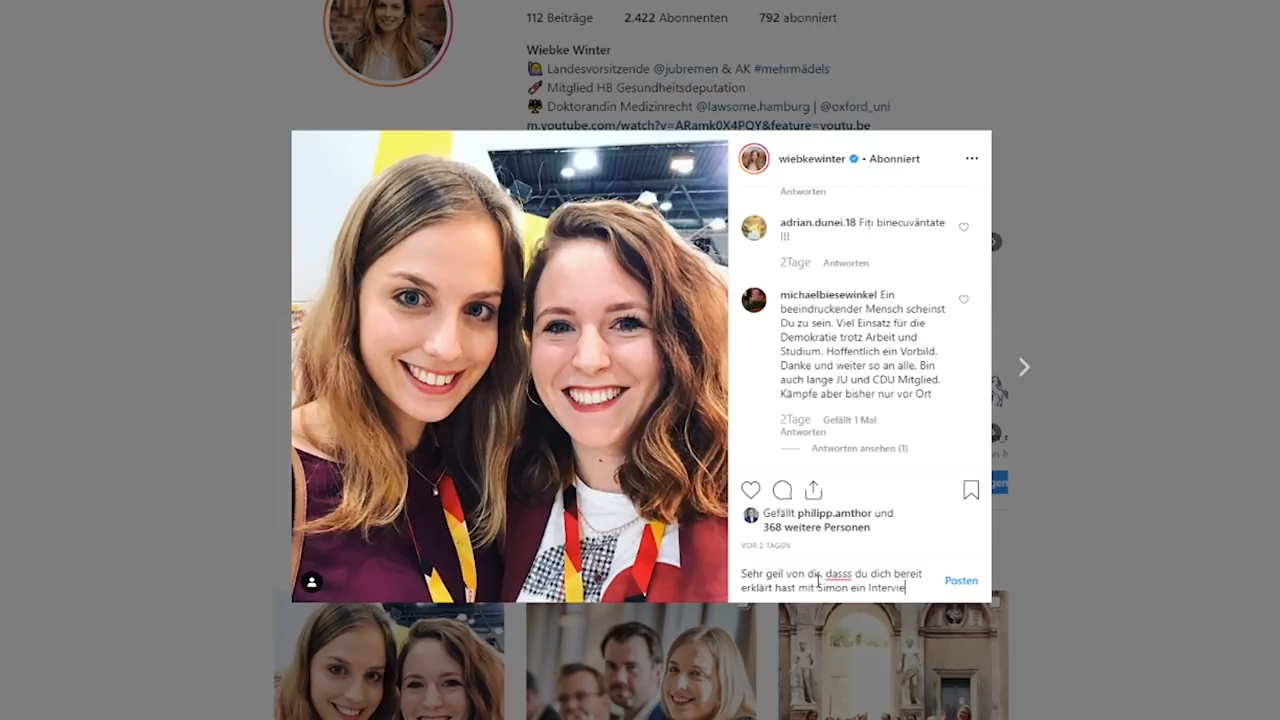 112 Beiträge 2.422 Abonnenten 792 abonniert
Wiebke Winter
Landesvorsitzende @jubremen & AK #mehrmädels
Mitglied HB Gesundheitsdeputation
Doktorandin Medizinrecht @lawsome.hamburg | @oxford_uni
m.youtube.com/watch?v=ARamk0X4PQY&feature=youtu.be
wiebkewinter • Abonniert
Antworten
adrian.dunei.18 Fiți binecuvântate
!!!
2Tage Antworten
michaelbiesewinkel Ein
beeindruckender Mensch scheinst
Du zu sein. Viel Einsatz für die
Demokratie trotz Arbeit und
Studium. Hoffentlich ein Vorbild.
Danke und weiter so an alle. Bin
auch lange JU und CDU Mitglied.
Kämpfe aber bisher nur vor Ort
2Tage Gefällt 1 Mal
Antworten
Antworten ansehen (1)
Gefällt philipp.amthor und
368 weitere Personen
VOR 2 TAGEN
Sehr geil von dir, dasss du dich bereit
erklärt hast mit Simon ein Intervie
Posten